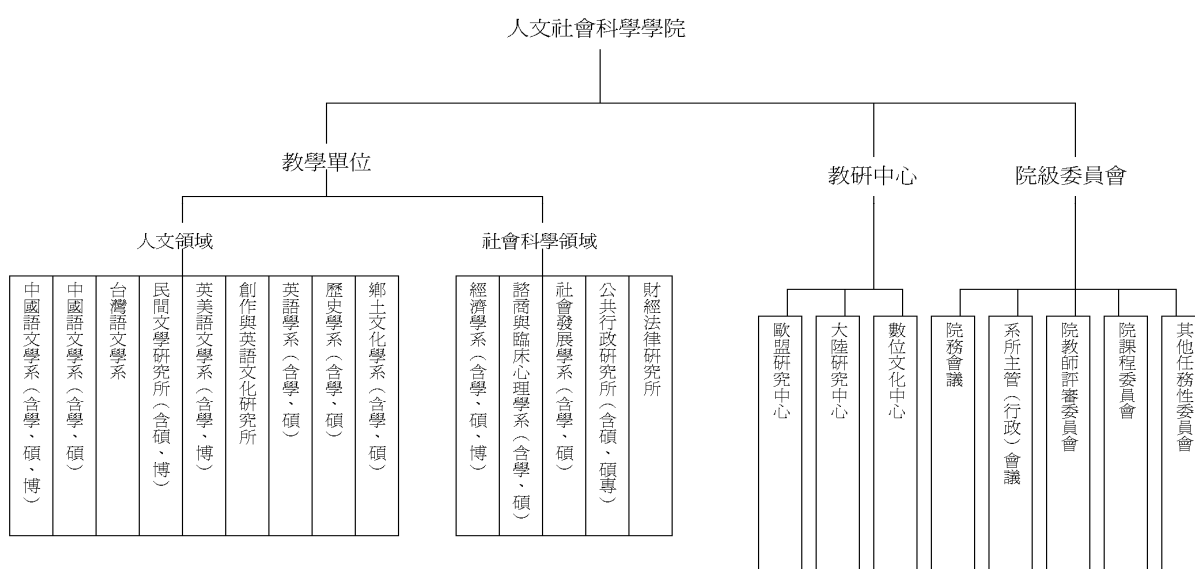 人文社會科學學院
教學單位
教研中心
院級委員會
人文領域
社會科學領域
中國語文學系（含學、碩、博）
中國語文學系（含學、碩）
台灣語文學系
民間文學研究所（含碩、博）
英美語文學系（含學、博）
創作與英語文化研究所
英語學系（含學、碩）
歷史學系（含學、碩）
鄉土文化學系（含學、碩）
經濟學系（含碩、博）
諮商與臨床心理學系（含學、碩）
社會發展學系（含學、碩）
公共行政研究所（含碩、碩專）
財經法律研究所
歐盟研究中心
大陸研究中心
數位文化中心
院務會議
系所主管（行政）會議
院教師評審委員會
院課程委員會
其他任務性委員會